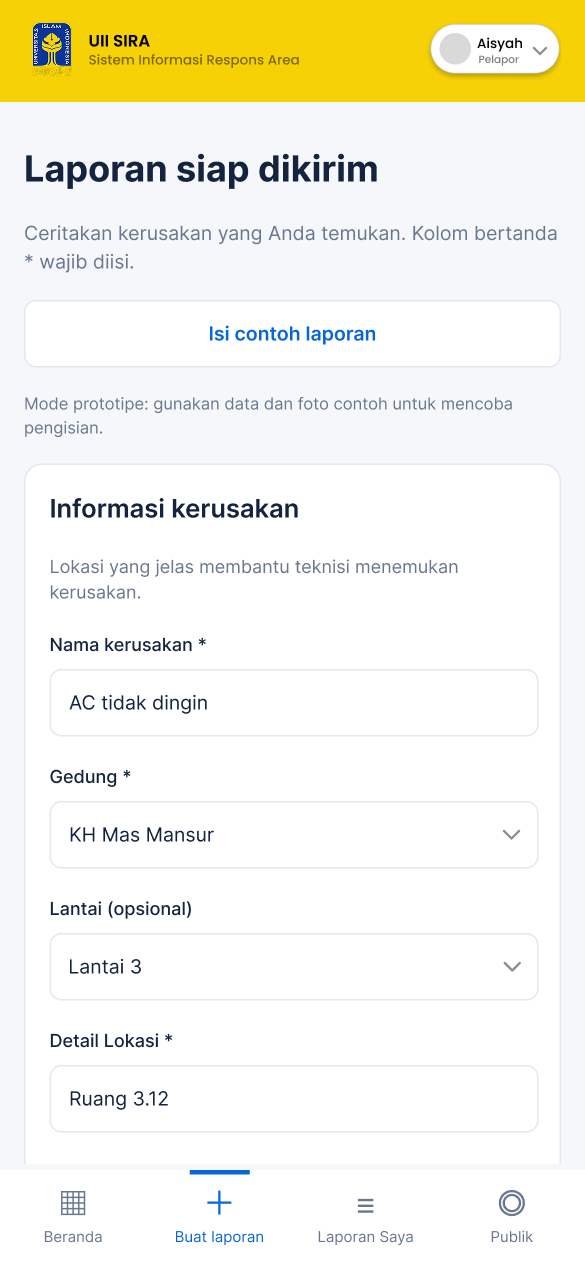 UNIVERSITAS
ISLAM
INDONESIA
UII SIRA
Sistem Informasi Respons Area
Aisyah
Pelapor
Laporan siap dikirim
Ceritakan kerusakan yang Anda temukan. Kolom bertanda
* wajib diisi.
Isi contoh laporan
Mode prototipe: gunakan data dan foto contoh untuk mencoba
pengisian.
Informasi kerusakan
Lokasi yang jelas membantu teknisi menemukan
kerusakan.
Nama kerusakan *
AC tidak dingin
Gedung *
KH Mas Mansur
Lantai (opsional)
Lantai 3
Detail Lokasi *
Ruang 3.12
Beranda
Buat laporan
Laporan Saya
Publik